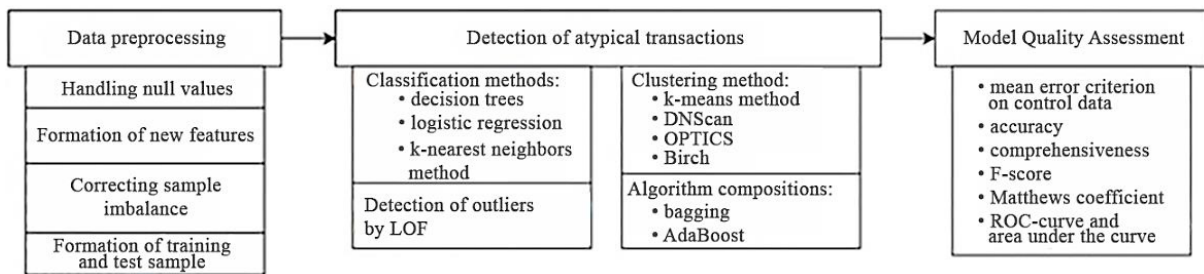 Data preprocessing
Handling null values
Formation of new features
Correcting sample
imbalance
Formation of training
and test sample
Detection of atypical transactions
Classification methods:
• decision trees
• logistic regression
• k-nearest neighbors
method
Detection of outliers
by LOF
Clustering method:
• k-means method
• DNScan
• OPTICS
• Birch
Algorithm compositions:
• bagging
• AdaBoost
Model Quality Assessment
• mean error criterion
on control data
• accuracy
• comprehensiveness
• F-score
• Matthews coefficient
• ROC-curve and
area under the curve